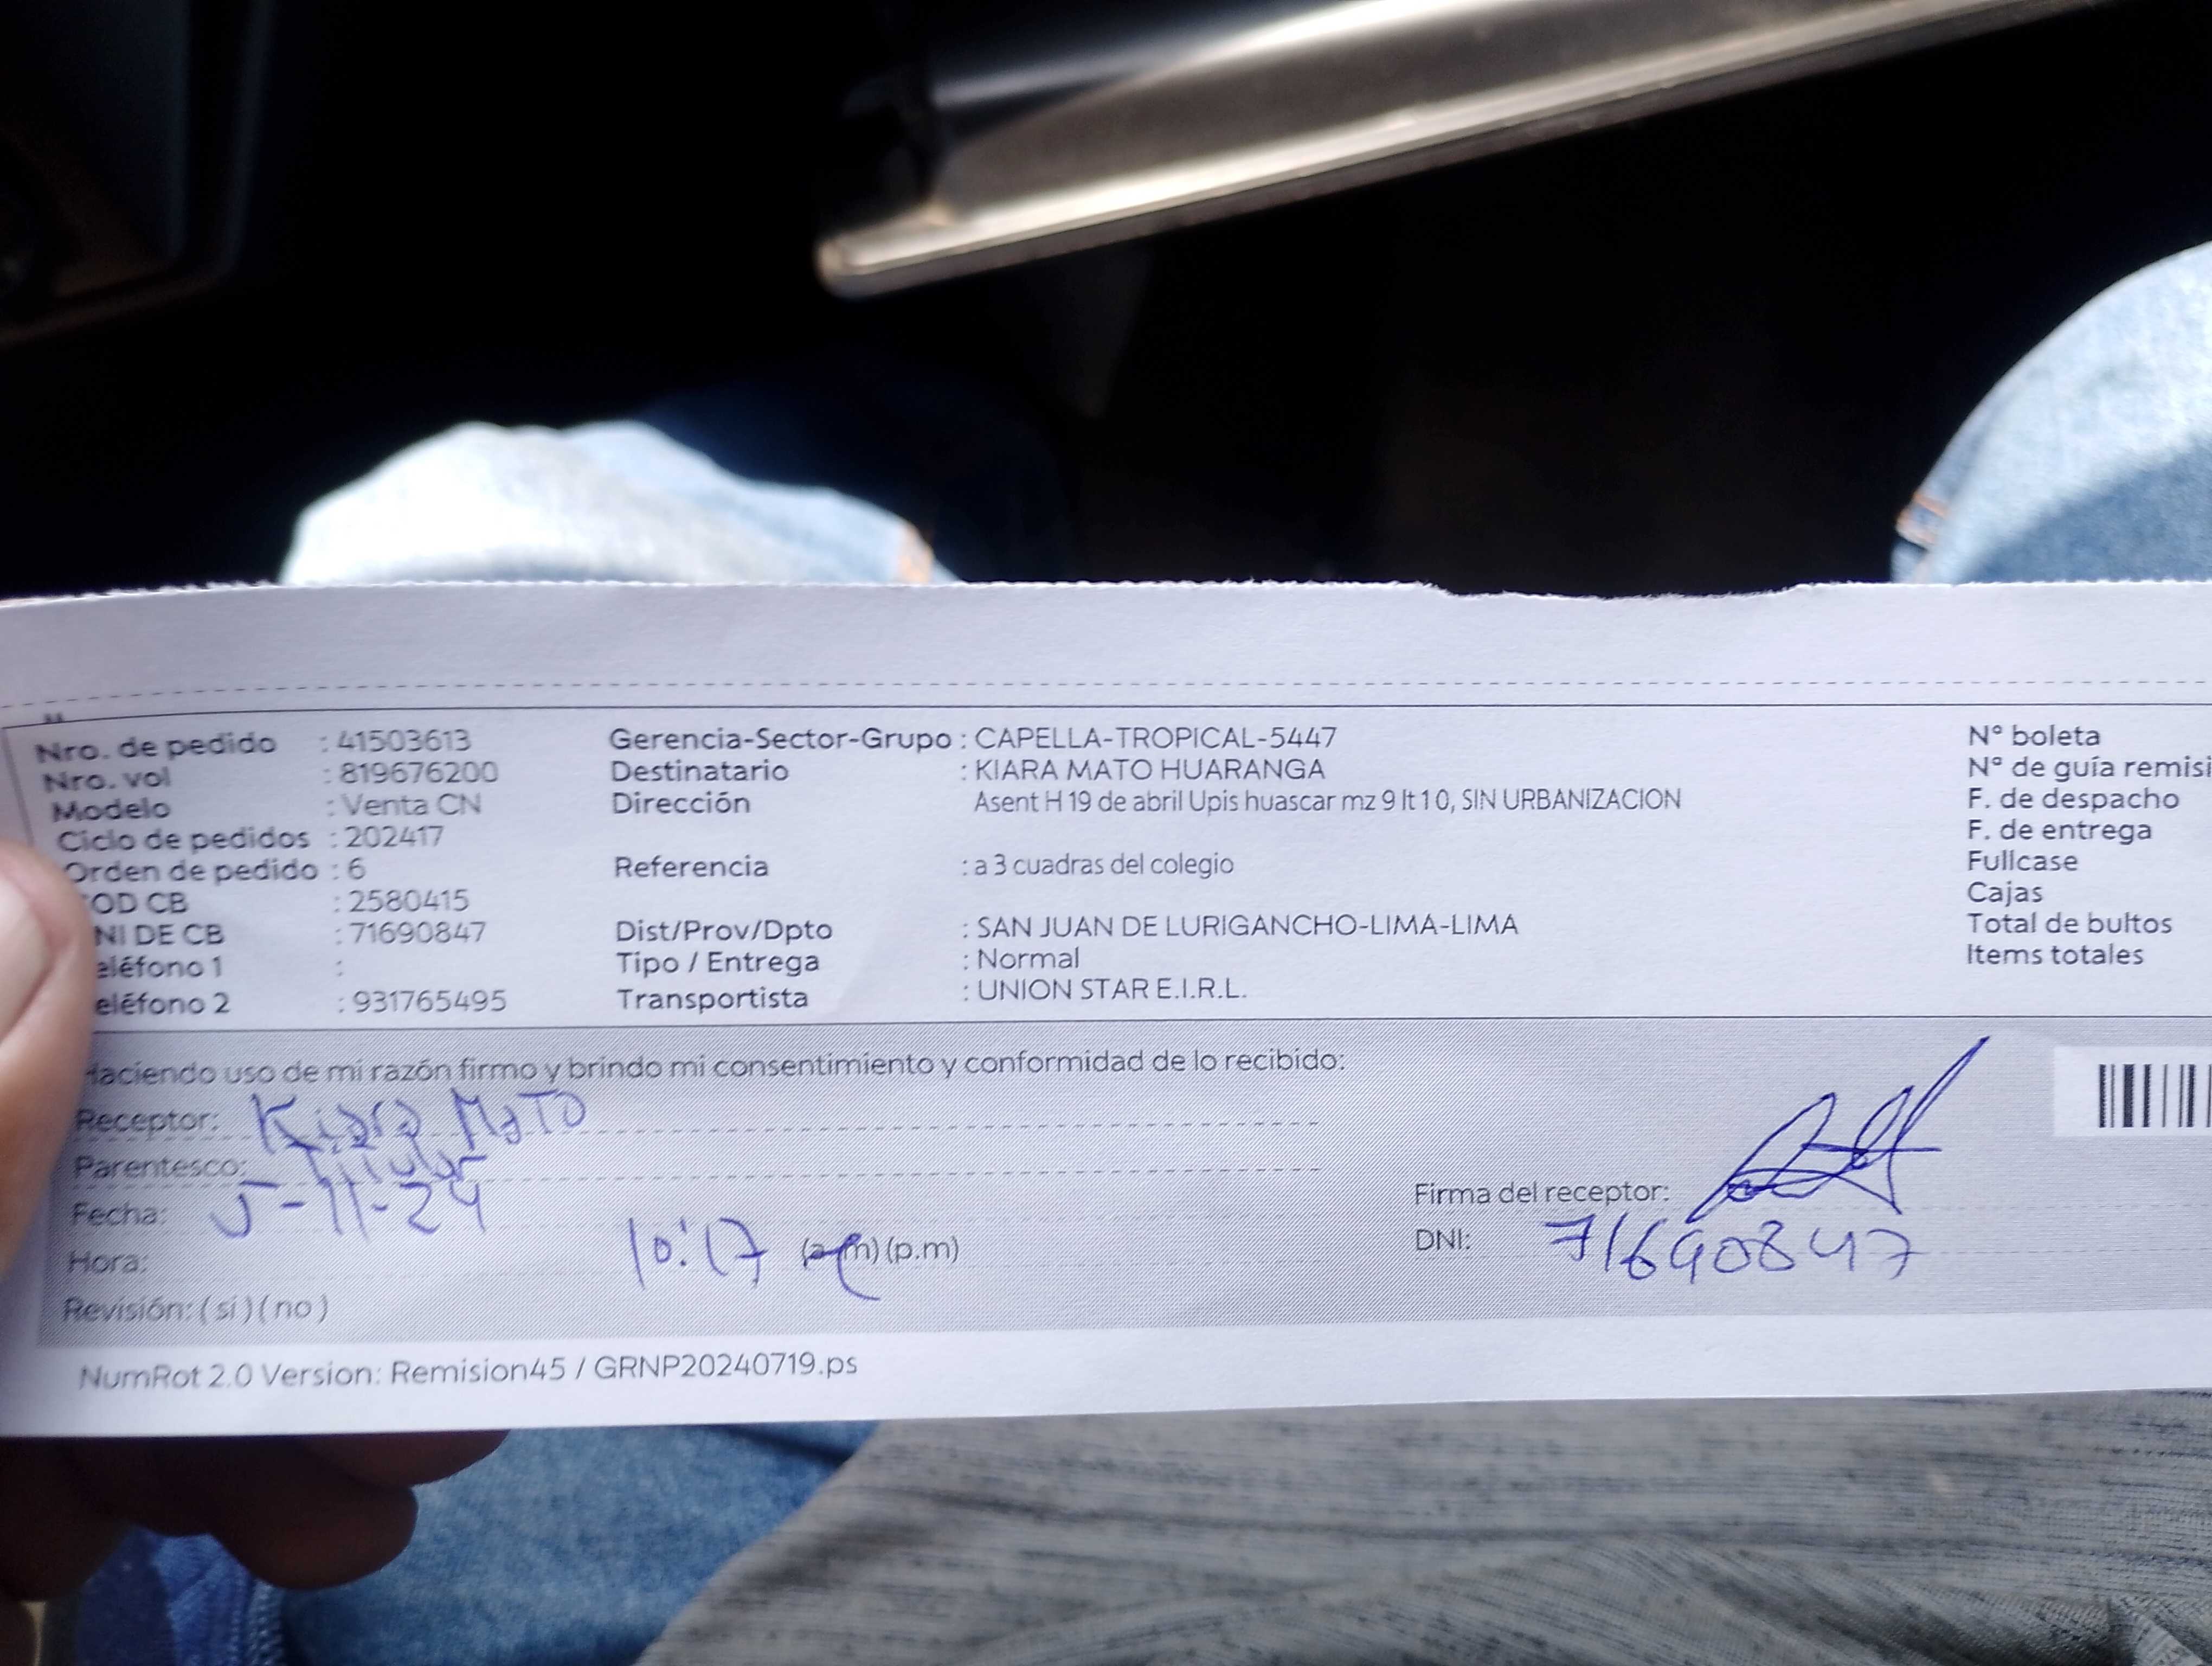 Nro. de pedido : 41503613
Nro. vol : 819676200
Modelo : Venta CN
Ciclo de pedidos : 202417
Orden de pedido : 6
OD CB : 2580415
NI DE CB : 71690847
eléfono 1 :
eléfono 2 : 931765495
Gerencia-Sector-Grupo : CAPELLA-TROPICAL-5447
Destinatario : KIARA MATO HUARANGA
Dirección Asent H 19 de abril Upis huascar mz 9 lt 1 0, SIN URBANIZACION
Referencia : a 3 cuadras del colegio
Dist/Prov/Dpto : SAN JUAN DE LURIGANCHO-LIMA-LIMA
Tipo / Entrega : Normal
Transportista : UNION STAR E.I.R.L.
N° boleta
N° de guía remisi
F. de despacho
F. de entrega
Fullcase
Cajas
Total de bultos
Items totales
Haciendo uso de mi razón firmo y brindo mi consentimiento y conformidad de lo recibido:
Receptor: Kiara MaTO
Parentesco: Titular
Fecha: 5-11-24
Hora: 10:17 (a.m) (p.m)
Revisión: ( si ) ( no )
Firma del receptor:
DNI: 71690847
NumRot 2.0 Version: Remision45 / GRNP20240719.ps